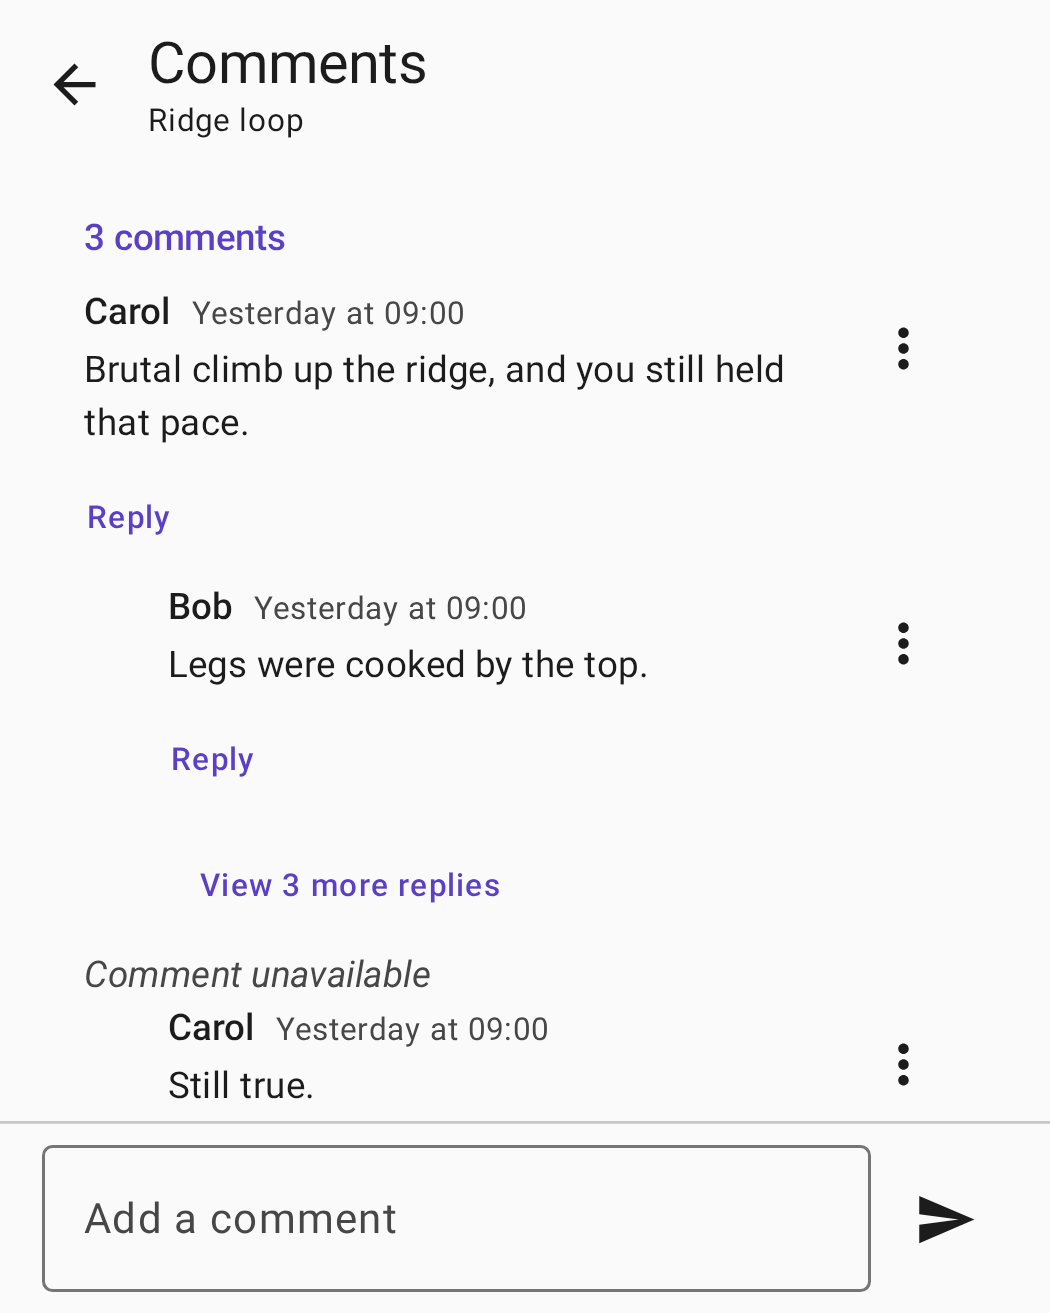 Comments
Ridge loop
3 comments
Carol Yesterday at 09:00
Brutal climb up the ridge, and you still held
that pace.
Reply
Bob Yesterday at 09:00
Legs were cooked by the top.
Reply
View 3 more replies
Comment unavailable
Carol Yesterday at 09:00
Still true.
Add a comment